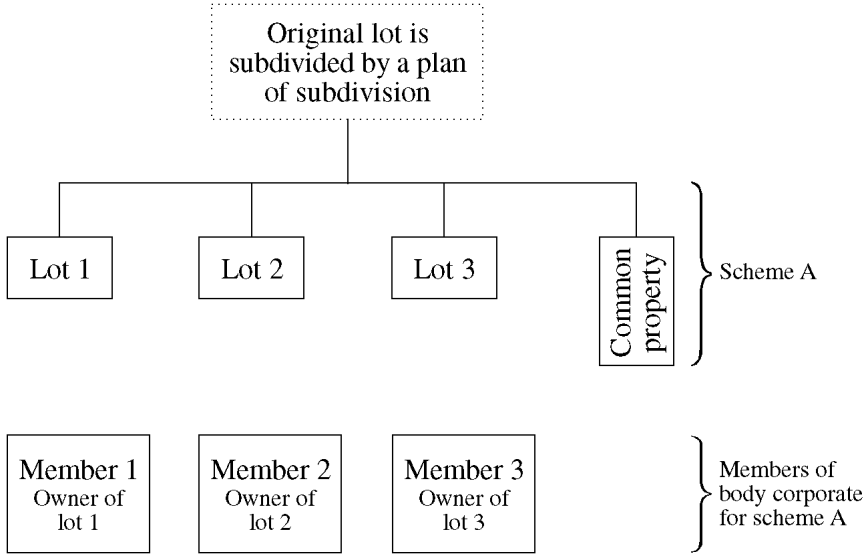 Original lot is
subdivided by a plan
of subdivision
Lot 1
Lot 2
Lot 3
Common
property
Scheme A
Member 1
Owner of
lot 1
Member 2
Owner of
lot 2
Member 3
Owner of
lot 3
Members of
body corporate
for scheme A